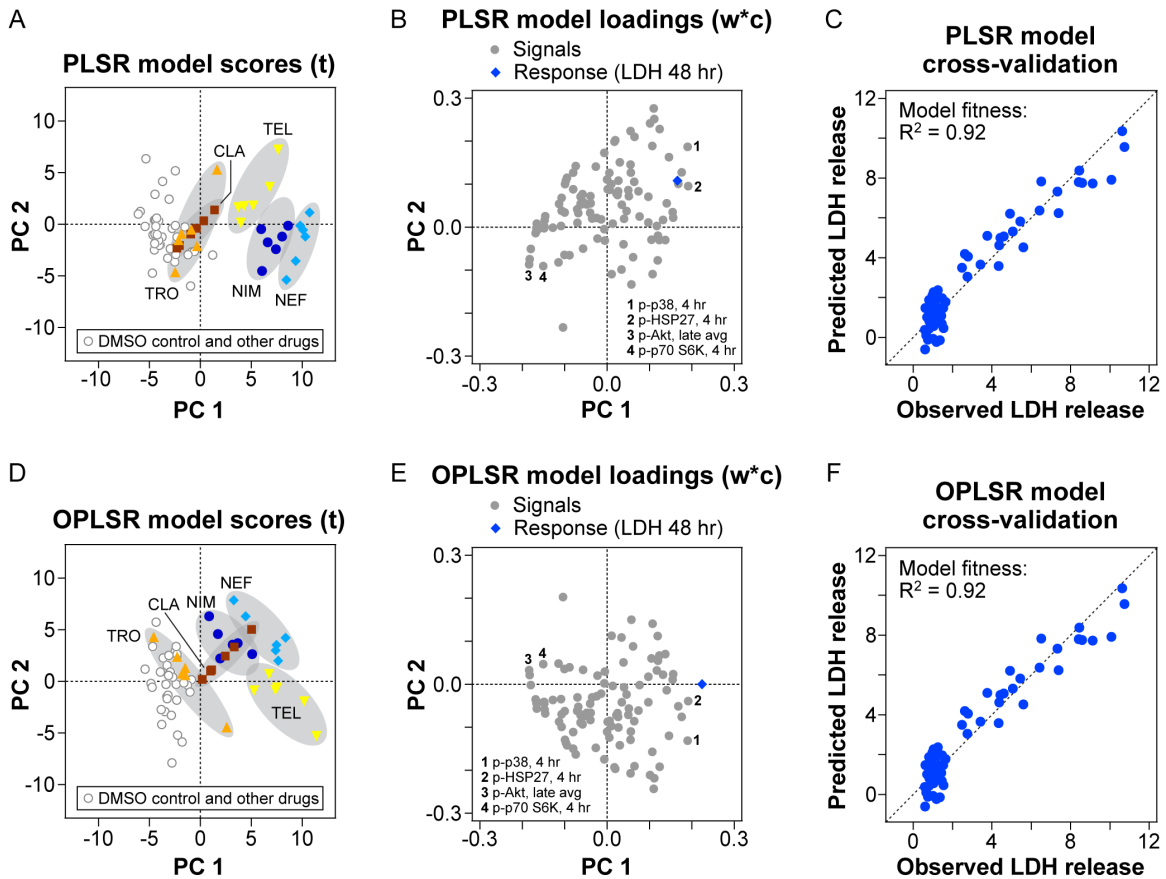 A
PLSR model scores (t)
10
5
0
-5
-10
PC 2
TEL
CLA
TRO
NIM
NEF
DMSO control and other drugs
-10
-5
0
5
10
PC 1
B
PLSR model loadings (w*c)
Signals
Response (LDH 48 hr)
0.3
0.0
-0.3
PC 2
1
2
3
4
1 p-p38, 4 hr
2 p-HSP27, 4 hr
3 p-Akt, late avg
4 p-p70 S6K, 4 hr
-0.3
0.0
0.3
PC 1
C
PLSR model
cross-validation
Model fitness:
R2 = 0.92
12
8
4
0
Predicted LDH release
0
4
8
12
Observed LDH release
D
OPLSR model scores (t)
10
5
0
-5
-10
PC 2
NEF
CLA
NIM
TRO
TEL
DMSO control and other drugs
-10
-5
0
5
10
PC 1
E
OPLSR model loadings (w*c)
Signals
Response (LDH 48 hr)
0.3
0.0
-0.3
PC 2
3
4
2
1
1 p-p38, 4 hr
2 p-HSP27, 4 hr
3 p-Akt, late avg
4 p-p70 S6K, 4 hr
-0.3
0.0
0.3
PC 1
F
OPLSR model
cross-validation
Model fitness:
R2 = 0.92
12
8
4
0
Predicted LDH release
0
4
8
12
Observed LDH release